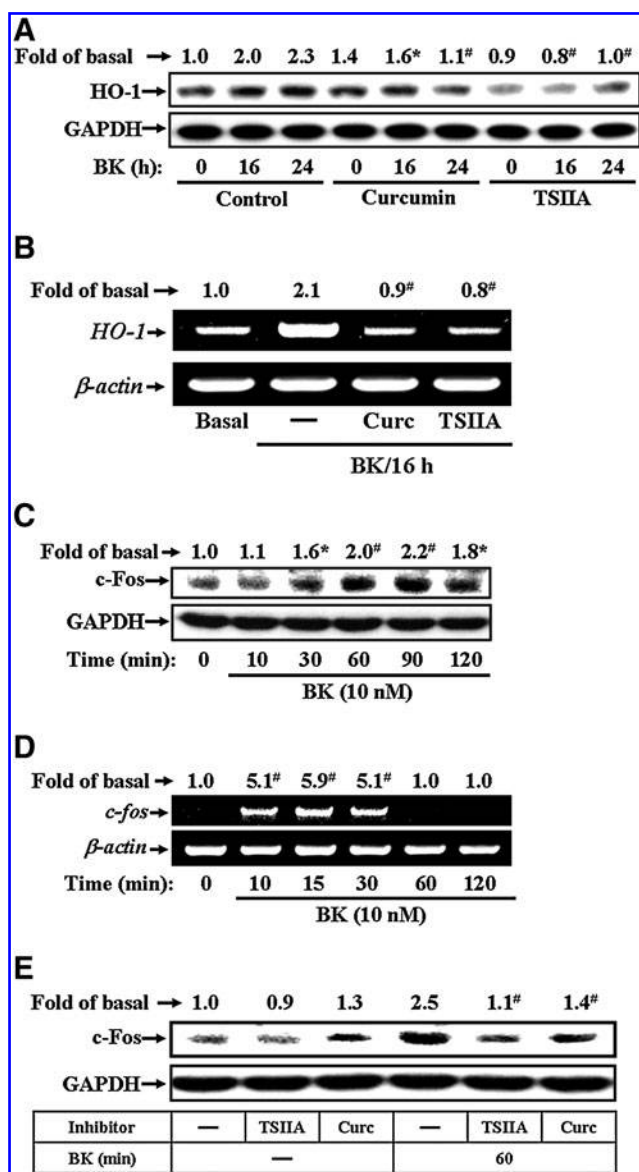 A
Fold of basal → 1.0 2.0 2.3 1.4 1.6* 1.1# 0.9 0.8# 1.0#
HO-1→
GAPDH→
BK (h): 0 16 24 0 16 24 0 16 24
Control Curcumin TSIIA
B
Fold of basal → 1.0 2.1 0.9# 0.8#
HO-1→
β-actin→
Basal — Curc TSIIA
BK/16 h
C
Fold of basal → 1.0 1.1 1.6* 2.0# 2.2# 1.8*
c-Fos→
GAPDH→
Time (min): 0 10 30 60 90 120
BK (10 nM)
D
Fold of basal → 1.0 5.1# 5.9# 5.1# 1.0 1.0
c-fos→
β-actin→
Time (min): 0 10 15 30 60 120
BK (10 nM)
E
Fold of basal → 1.0 0.9 1.3 2.5 1.1# 1.4#
c-Fos→
GAPDH→
Inhibitor — TSIIA Curc — TSIIA Curc
BK (min) — 60